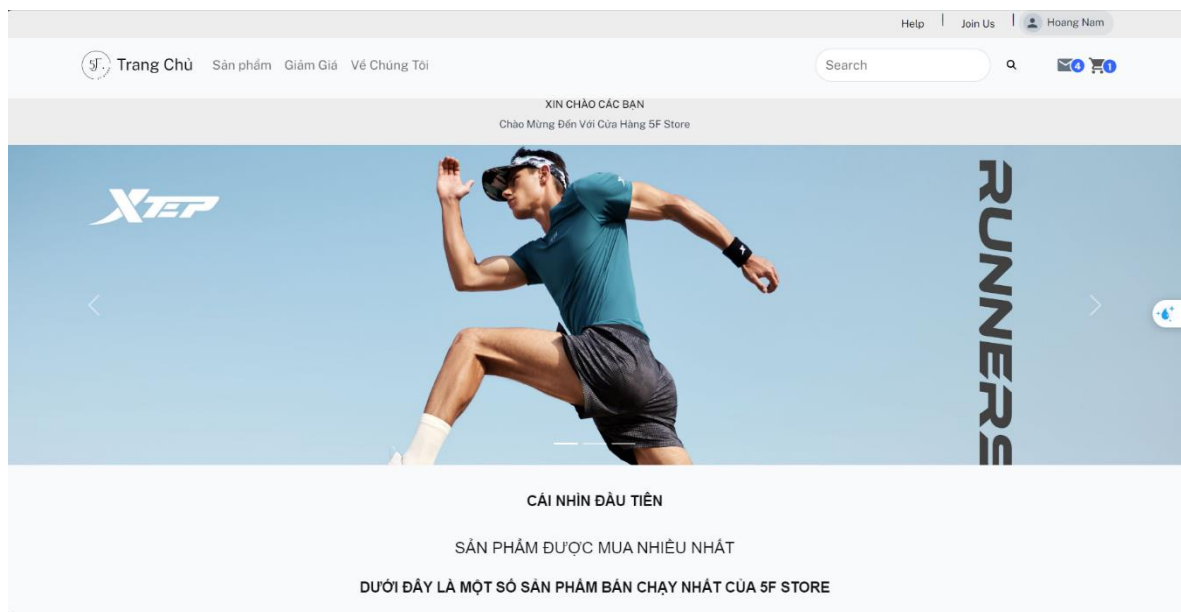 Help | Join Us | Hoang Nam
5F. Trang Chủ Sản phẩm Giảm Giá Về Chúng Tôi Search 4 1
XIN CHÀO CÁC BẠN
Chào Mừng Đến Với Cửa Hàng 5F Store
XTEP
RUNNERS
CÁI NHÌN ĐẦU TIÊN
SẢN PHẨM ĐƯỢC MUA NHIỀU NHẤT
DƯỚI ĐÂY LÀ MỘT SỐ SẢN PHẨM BÁN CHẠY NHẤT CỦA 5F STORE